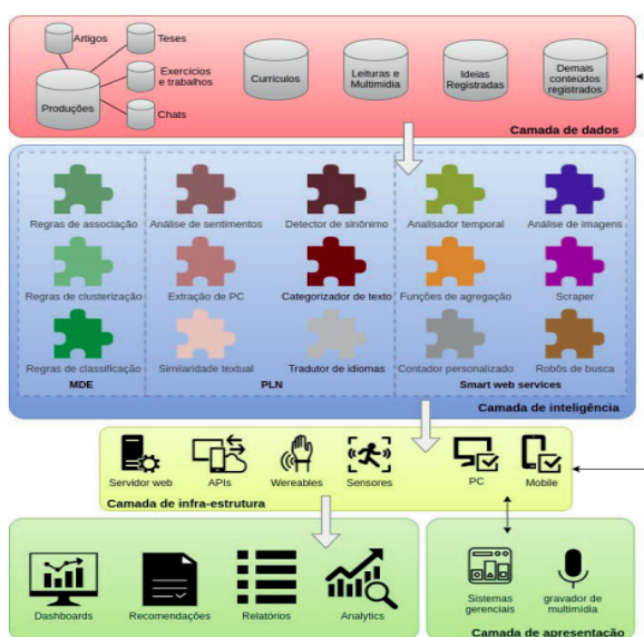 Artigos
Teses
Produções
Exercícios
e trabalhos
Chats
Currículos
Leituras e
Multimídia
Ideias
Registradas
Demais
conteúdos
registrados
Camada de dados
Regras de associação
Análise de sentimentos
Detector de sinônimo
Analisador temporal
Análise de imagens
Regras de clusterização
Extração de PC
Categorizador de texto
Funções de agregação
Scraper
Regras de classificação
Similaridade textual
Tradutor de idiomas
Contador personalizado
Robôs de busca
MDE
PLN
Smart web services
Camada de inteligência
Servidor web
APIs
Wereables
Sensores
PC
Mobile
Camada de infra-estrutura
Dashboards
Recomendações
Relatórios
Analytics
Sistemas
gerenciais
gravador de
multimídia
Camada de apresentação